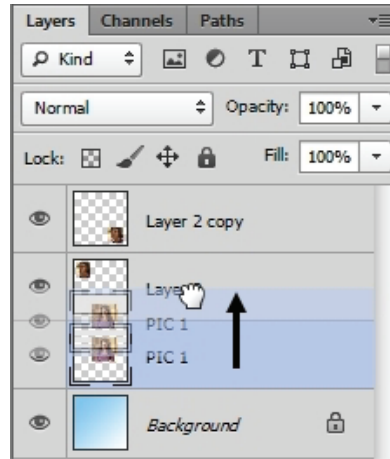 Layers Channels Paths
Kind T
Normal Opacity: 100%
Lock: Fill: 100%
Layer 2 copy
PIC 1
PIC 1
Background